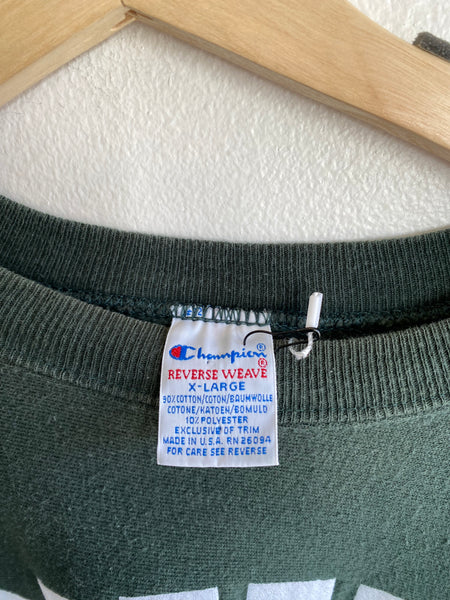 Champion®
REVERSE WEAVE®
X-LARGE
90% COTTON/COTON/BAUMWOLLE
COTONE/KATOEN/BOMULD
10% POLYESTER
EXCLUSIVE OF TRIM
MADE IN U.S.A. RN 26094
FOR CARE SEE REVERSE